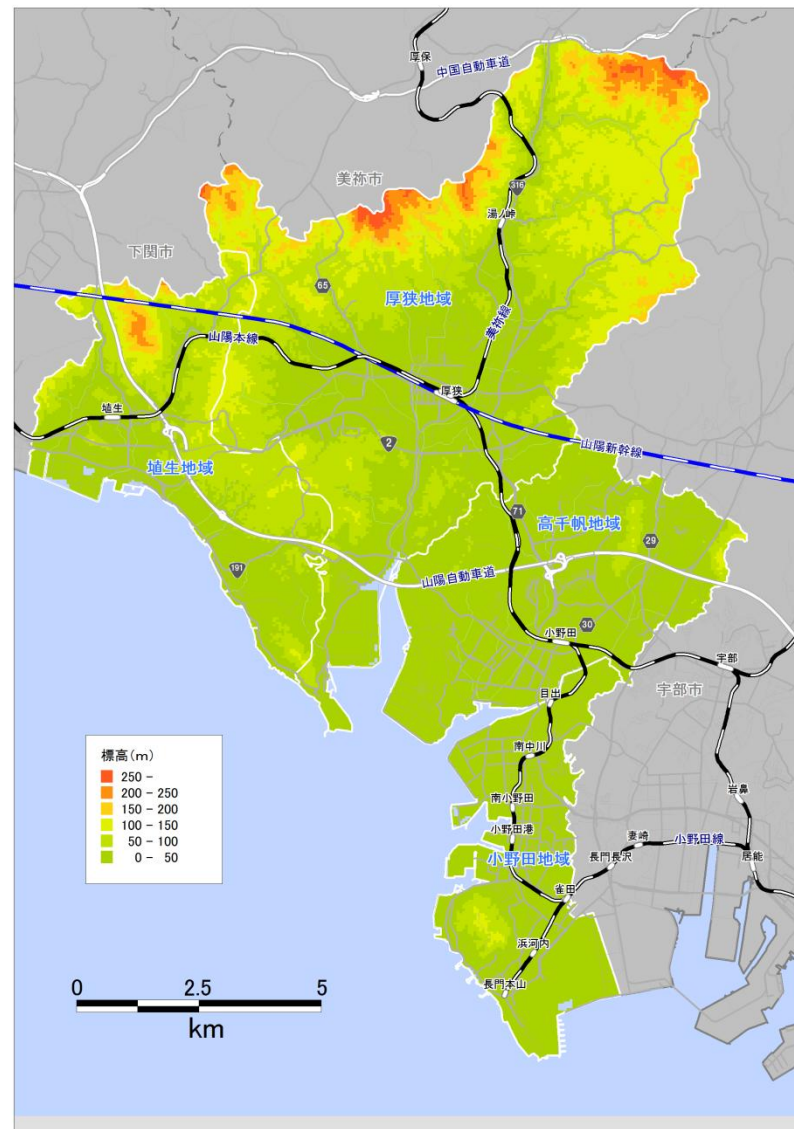 厚保
中国自動車道
美祢市
316
湯ノ峠
下関市
65
厚狭地域
美祢線
山陽本線
厚狭
埴生
2
山陽新幹線
埴生地域
71
高千帆地域
29
191
山陽自動車道
30
小野田
宇部
宇部市
目出
標高(m)
250 -
200 - 250
150 - 200
100 - 150
50 - 100
0 - 50
南中川
岩鼻
南小野田
小野田港
妻崎
小野田線
小野田地域
長門長沢
居能
雀田
浜河内
長門本山
0 2.5 5
km